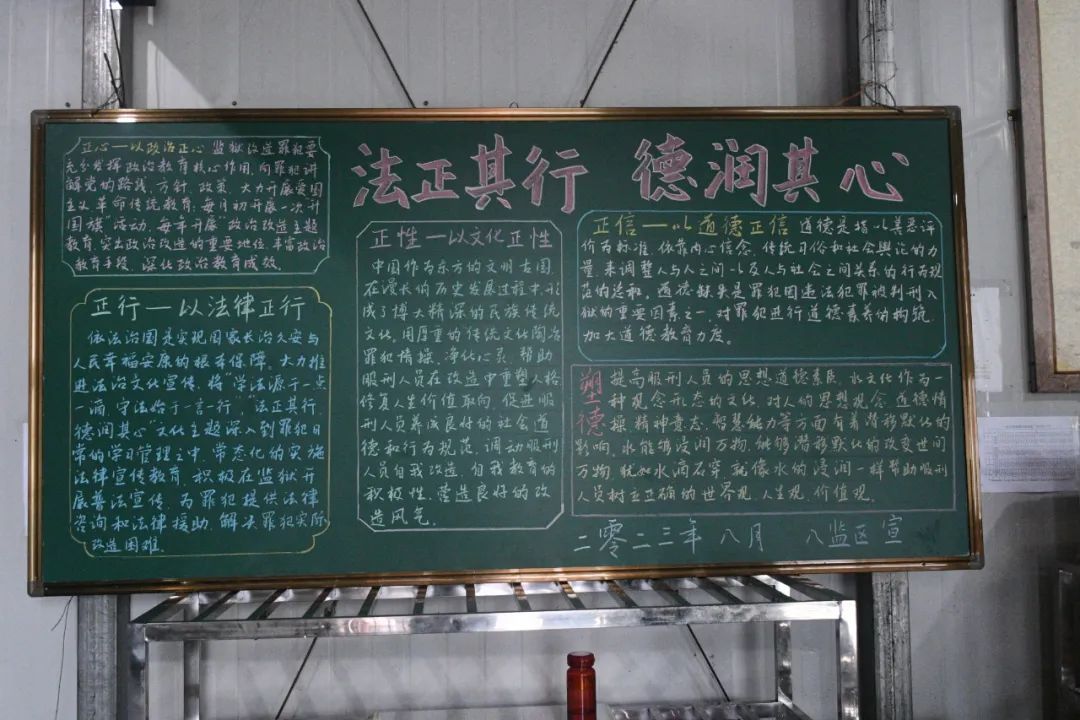 法正其行 德润其心
正心—以政治正心 监狱改造罪犯要
充分发挥政治教育核心作用,向罪犯讲
解党的路线、方针、政策,大力开展爱国
主义革命传统教育;每月初开展一次升
国旗"活动,每年开展"政治改造主题
教育,突出政治改造的重要地位,丰富政治
教育手段,深化政治教育成效。
正行—以法律正行
依法治国是实现国家长治久安与
人民幸福安康的根本保障。大力推
进法治文化宣传,将"学法源于一点
一滴,守法始于一言一行","法正其行,
德润其心"文化主题深入到罪犯日
常的学习管理之中,常态化的实施
法律宣传教育,积极在监狱开
展普法宣传,为罪犯提供法律
咨询和法律援助,解决罪犯实际
改造困难。
正性—以文化正性
中国作为东方的文明古国,
在漫长的历史发展过程中,形
成了博大精深的民族传统
文化,用厚重的传统文化陶冶
罪犯情操,净化心灵,帮助
服刑人员在改造中重塑人格,
修复人生价值取向,促进服
刑人员养成良好的社会道
德和行为规范,调动服刑
人员自我改造,自我教育的
积极性,营造良好的改
造风气。
正信—以道德正信 道德是指以善恶评
价为标准,依靠内心信念、传统习俗和社会舆论的力
量来调整人与人之间以及人与社会之间关系的行为规
范的总和。道德缺失是罪犯因违法犯罪被判刑入
狱的重要因素之一,对罪犯进行道德素养的构筑,
加大道德教育力度。
塑德
提高服刑人员的思想道德素质,水文化作为一
种观念形态的文化,对人的思想观念、道德情
操、精神意志、智慧能力等方面有着潜移默化的
影响,水能够浸润万物,能够潜移默化的改变世间
万物,犹如水滴石穿,就像水的浸润一样帮助服刑
人员树立正确的世界观、人生观、价值观。
二零二三年八月 八监区宣